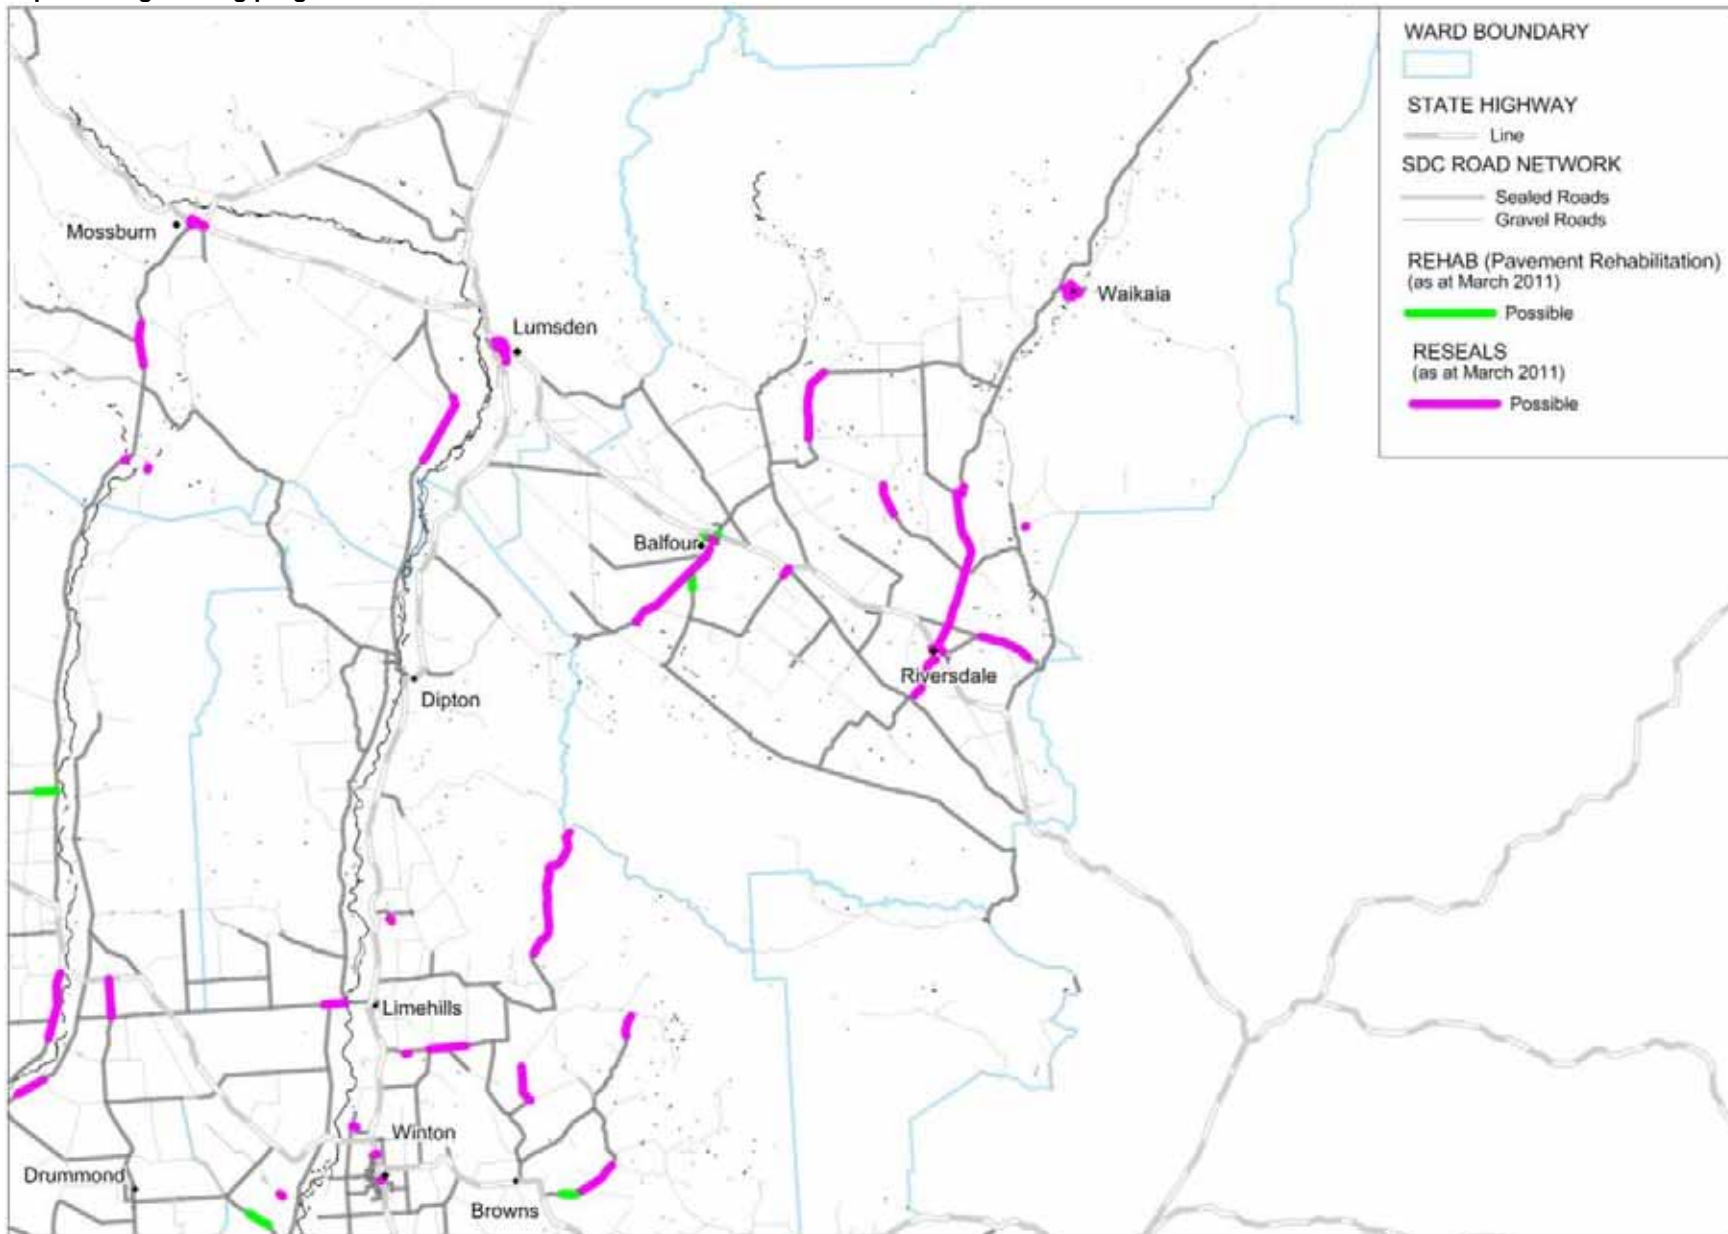 WARD BOUNDARY
STATE HIGHWAY
Line
SDC ROAD NETWORK
Sealed Roads
Gravel Roads
REHAB (Pavement Rehabilitation)
(as at March 2011)
Possible
RESEALS
(as at March 2011)
Possible
Mossburn
Waikaia
Lumsden
Balfour
Riversdale
Dipton
Limehills
Winton
Drummond
Browns